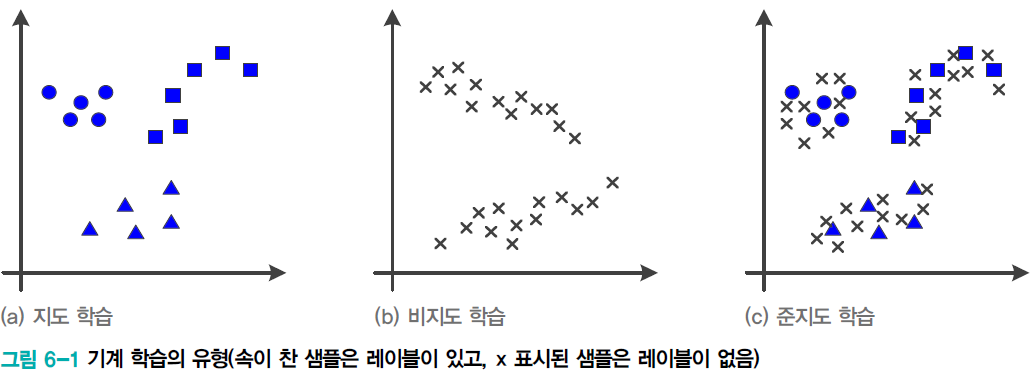 (a) 지도 학습
(b) 비지도 학습
(c) 준지도 학습
그림 6-1 기계 학습의 유형(속이 찬 샘플은 레이블이 있고, x 표시된 샘플은 레이블이 없음)